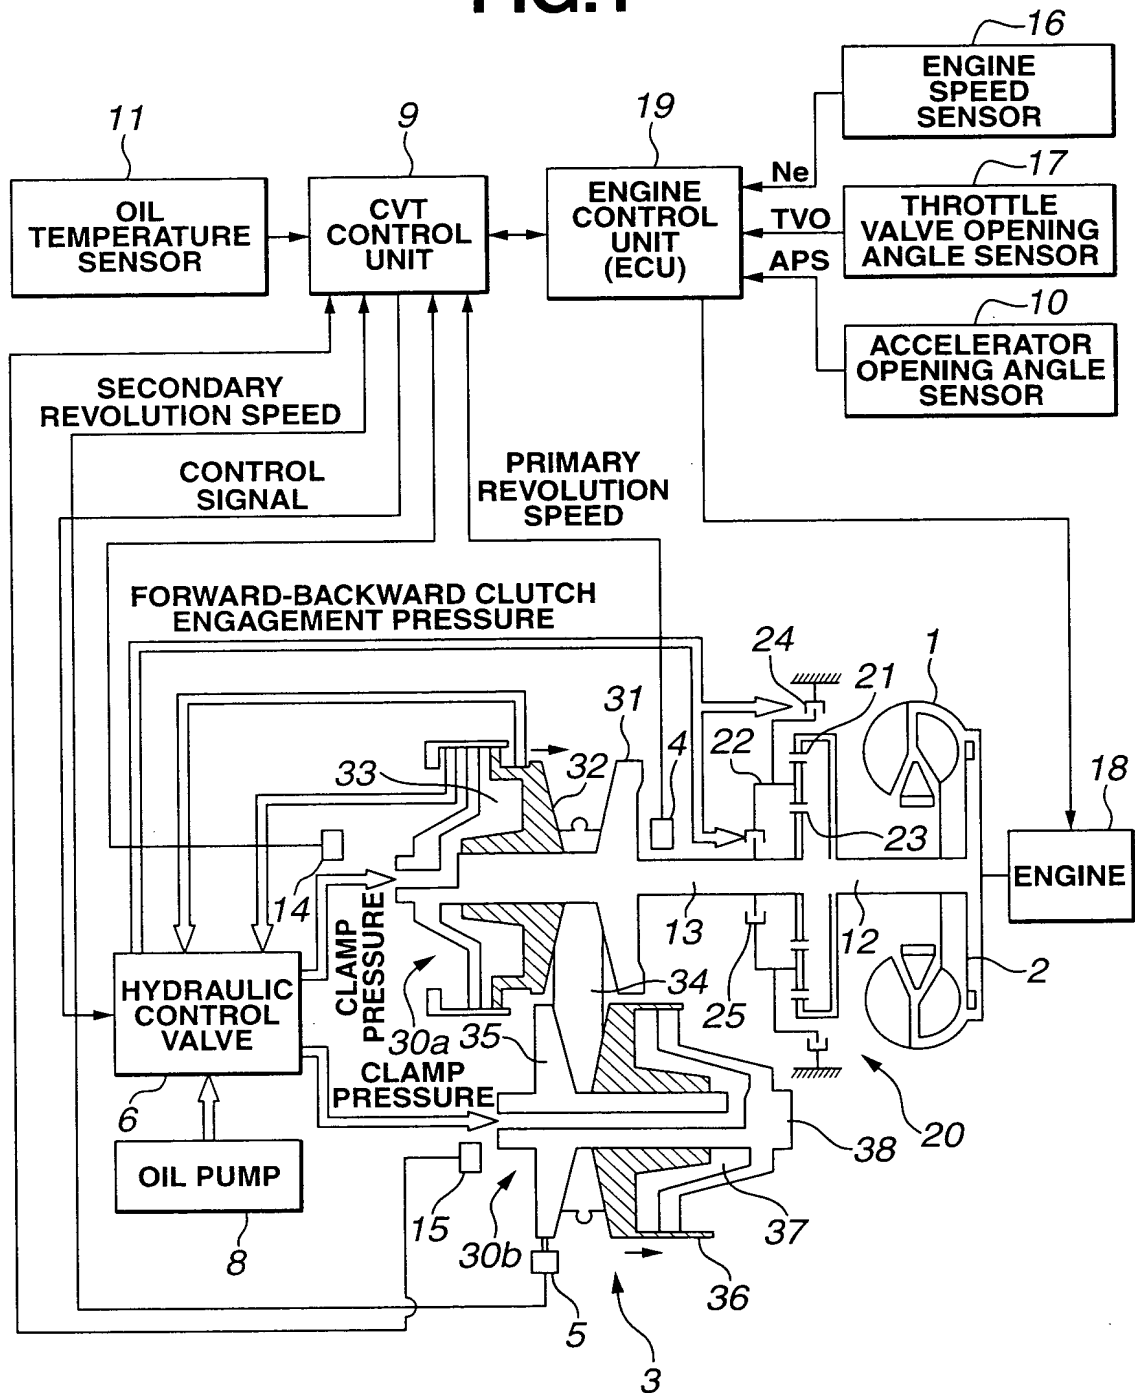 FIG.1
16
ENGINE
SPEED
SENSOR
11
9
19
Ne
17
OIL
TEMPERATURE
SENSOR
CVT
CONTROL
UNIT
ENGINE
CONTROL
UNIT
(ECU)
TVO
THROTTLE
VALVE OPENING
ANGLE SENSOR
APS
10
ACCELERATOR
OPENING ANGLE
SENSOR
SECONDARY
REVOLUTION SPEED
CONTROL
SIGNAL
PRIMARY
REVOLUTION
SPEED
FORWARD-BACKWARD CLUTCH
ENGAGEMENT PRESSURE
24
1
21
31
4
22
33
32
18
23
ENGINE
14
CLAMP
PRESSURE
13
12
34
2
HYDRAULIC
CONTROL
VALVE
30a
35
25
CLAMP
PRESSURE
6
20
38
OIL PUMP
15
37
8
30b
36
5
3